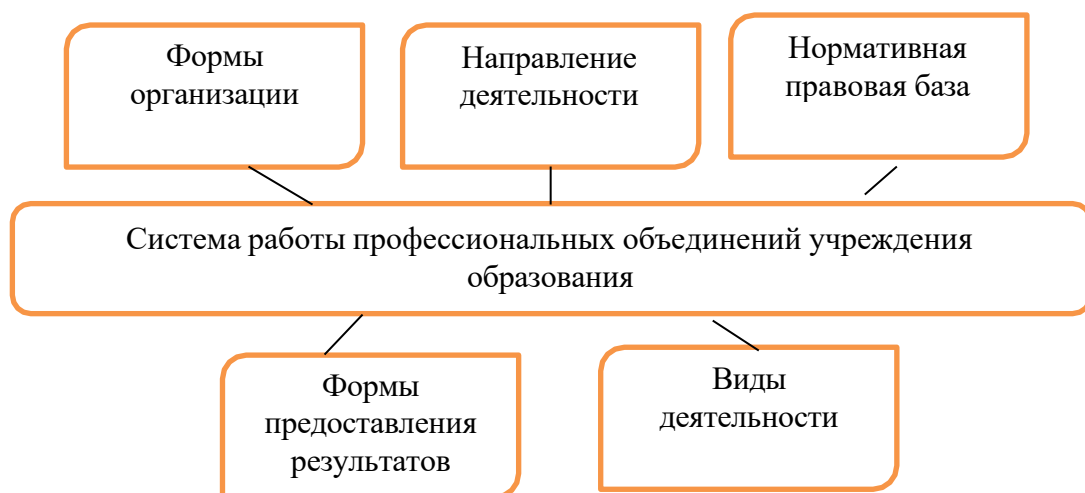 Формы
организации
Направление
деятельности
Нормативная
правовая база
Система работы профессиональных объединений учреждения
образования
Формы
предоставления
результатов
Виды
деятельности